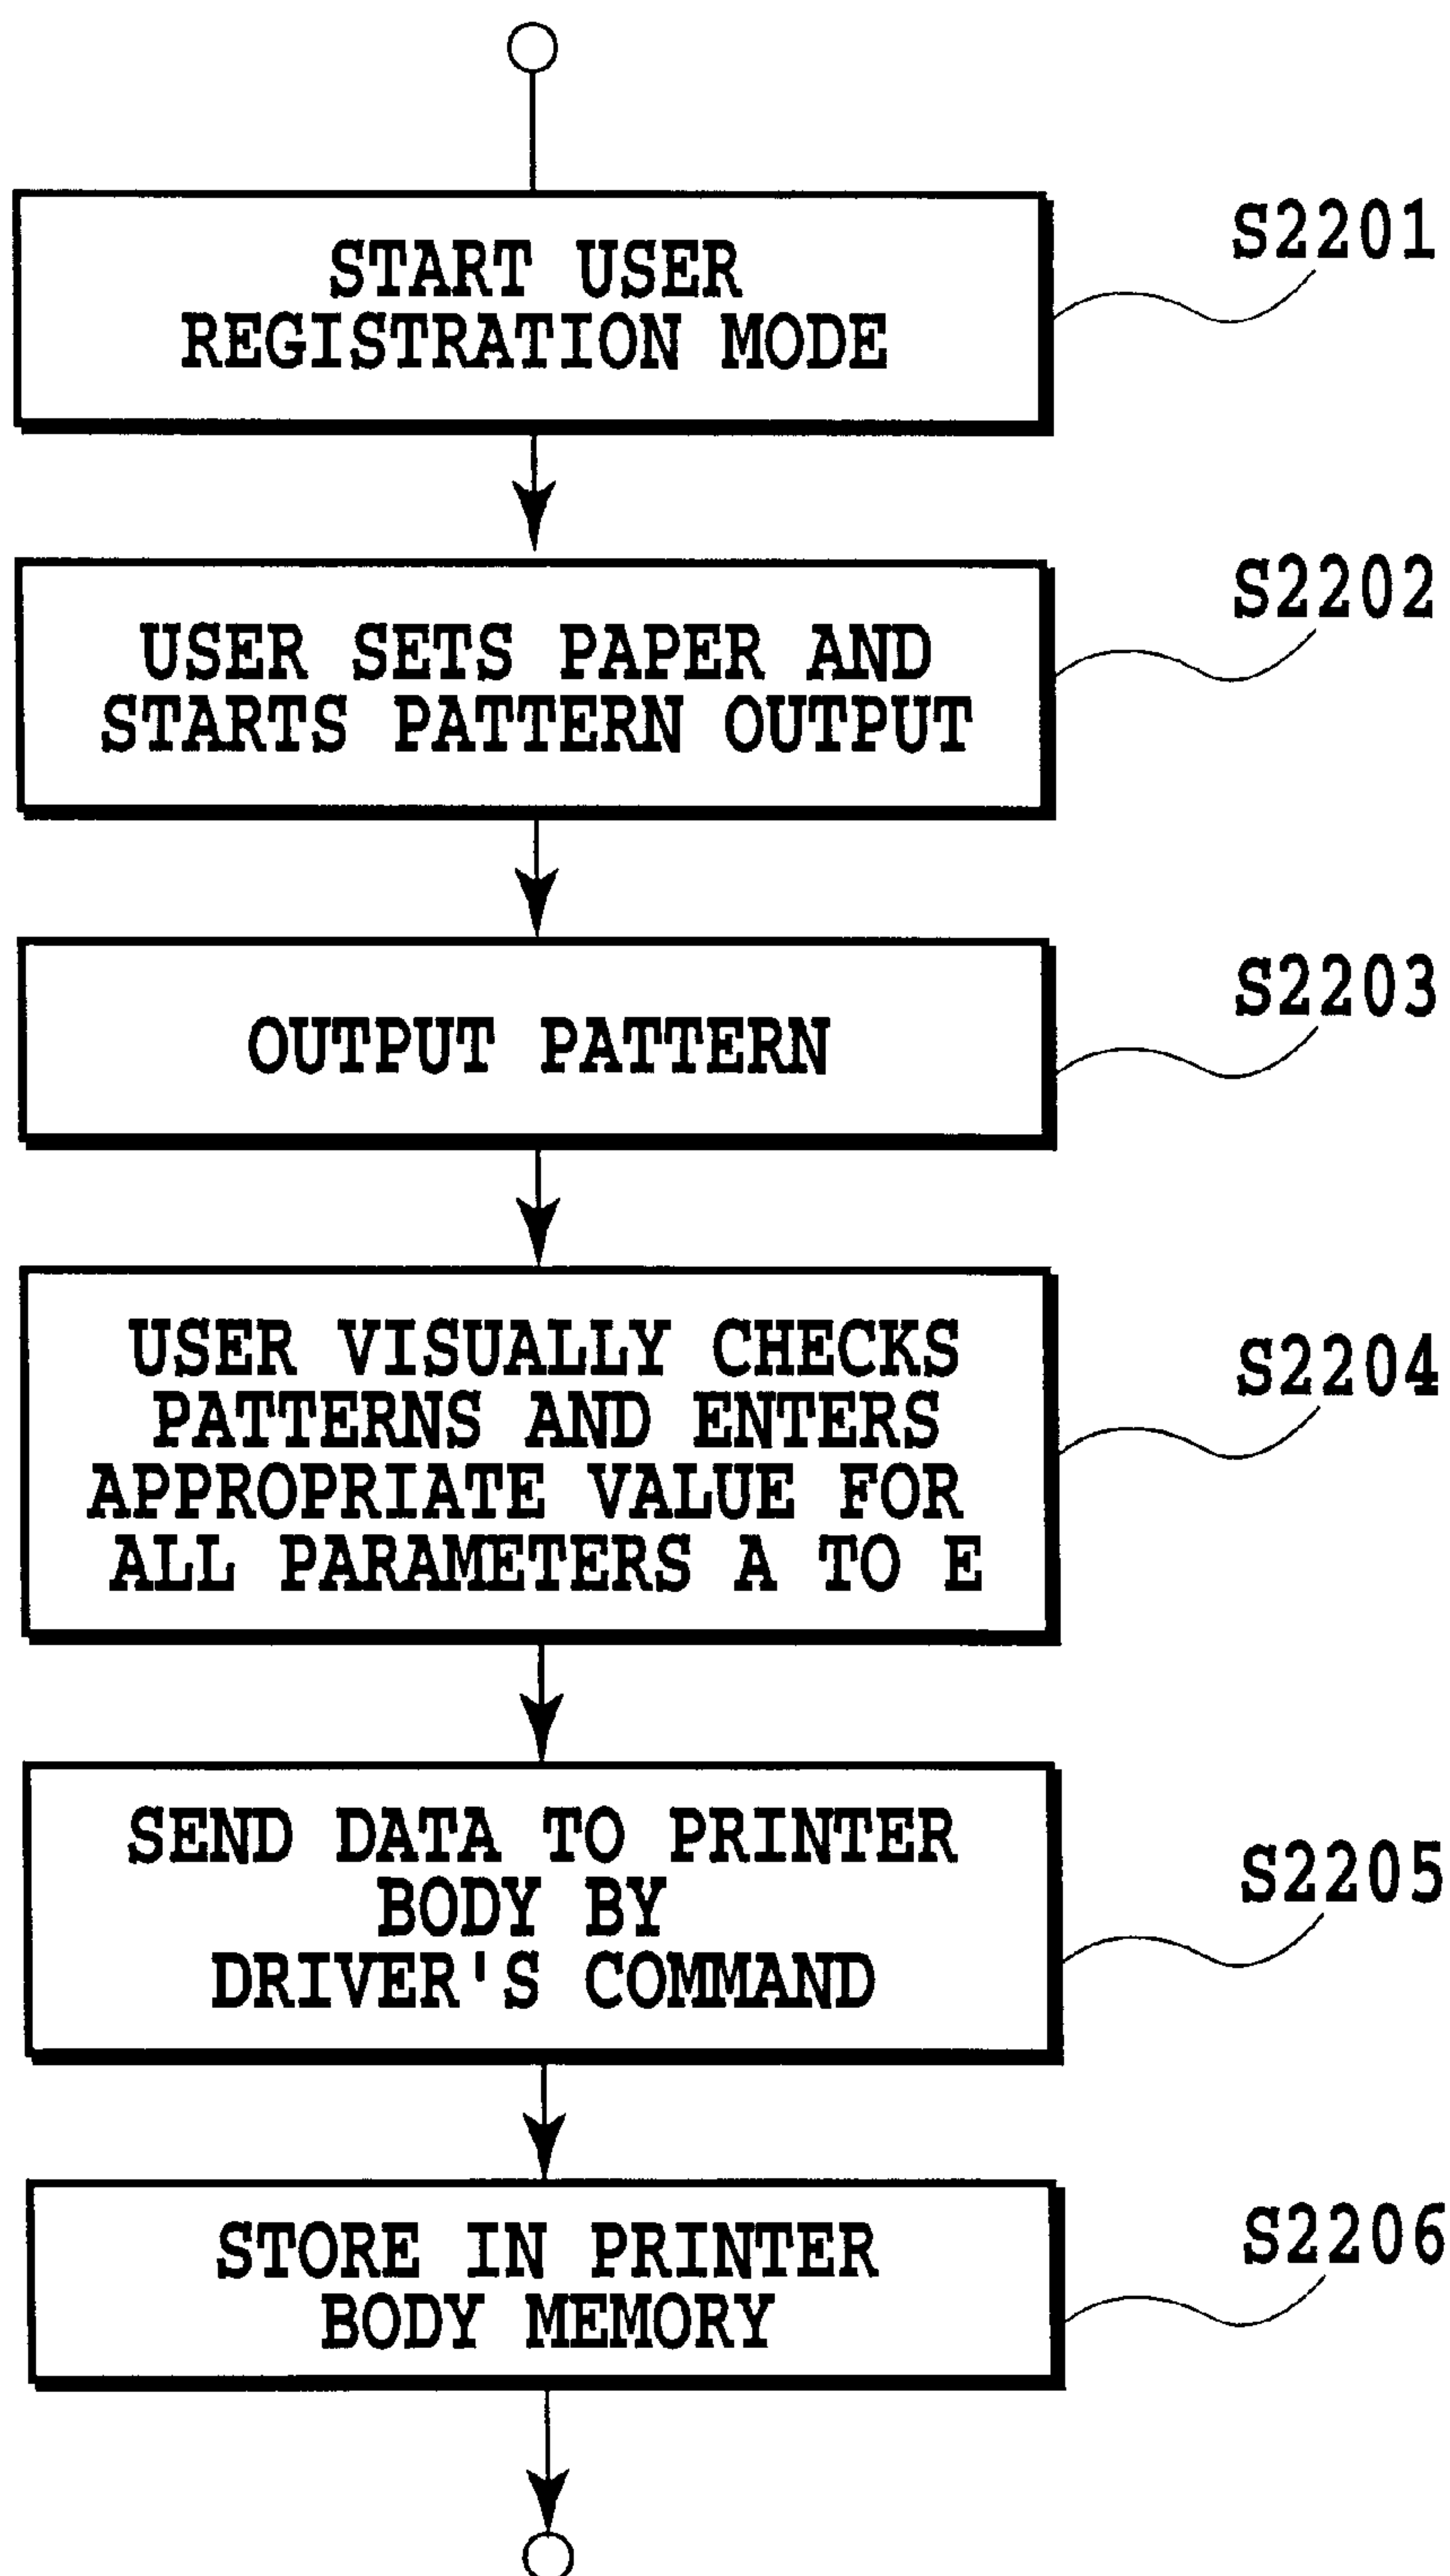 S2201
START USER
REGISTRATION MODE
S2202
USER SETS PAPER AND
STARTS PATTERN OUTPUT
S2203
OUTPUT PATTERN
S2204
USER VISUALLY CHECKS
PATTERNS AND ENTERS
APPROPRIATE VALUE FOR
ALL PARAMETERS A TO E
S2205
SEND DATA TO PRINTER
BODY BY
DRIVER'S COMMAND
S2206
STORE IN PRINTER
BODY MEMORY